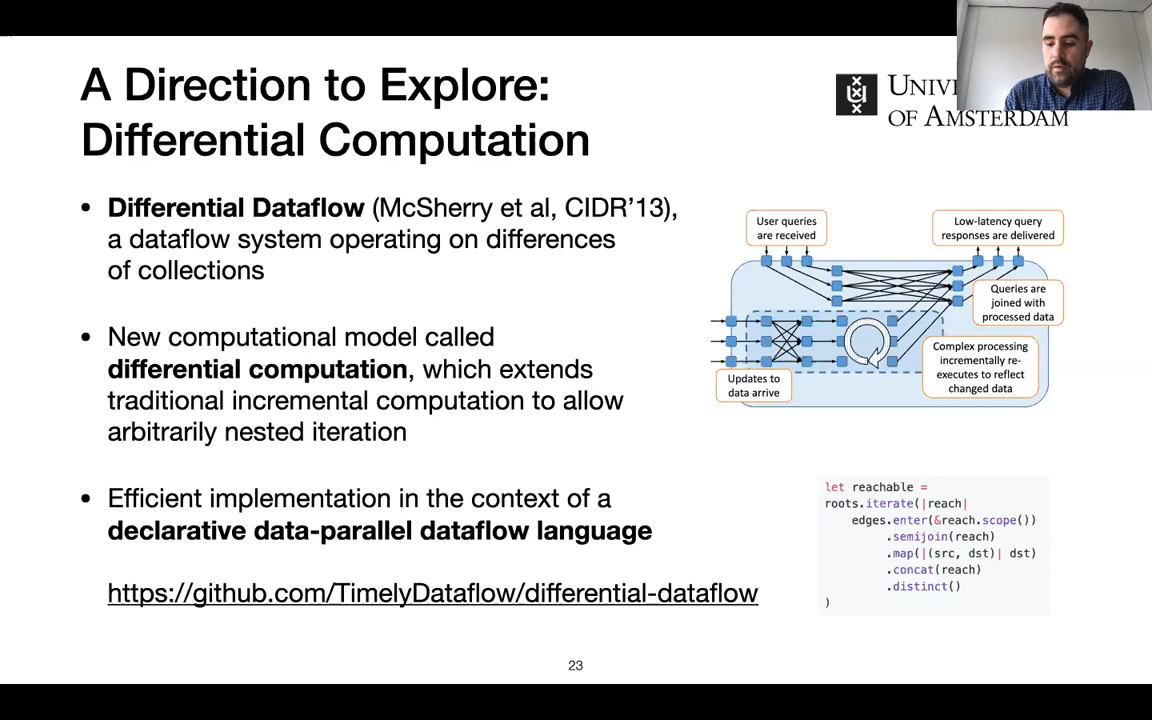 A Direction to Explore:
Differential Computation
UNIV
OF AMSTERDAM
• Differential Dataflow (McSherry et al, CIDR’13),
a dataflow system operating on differences
of collections
• New computational model called
differential computation, which extends
traditional incremental computation to allow
arbitrarily nested iteration
• Efficient implementation in the context of a
declarative data-parallel dataflow language
https://github.com/TimelyDataflow/differential-dataflow
User queries
are received
Low-latency query
responses are delivered
Queries are
joined with
processed data
Complex processing
incrementally re-
executes to reflect
changed data
Updates to
data arrive
let reachable =
roots.iterate(|reach|
edges.enter(&reach.scope())
.semijoin(reach)
.map(|(src, dst)| dst)
.concat(reach)
.distinct()
)
23